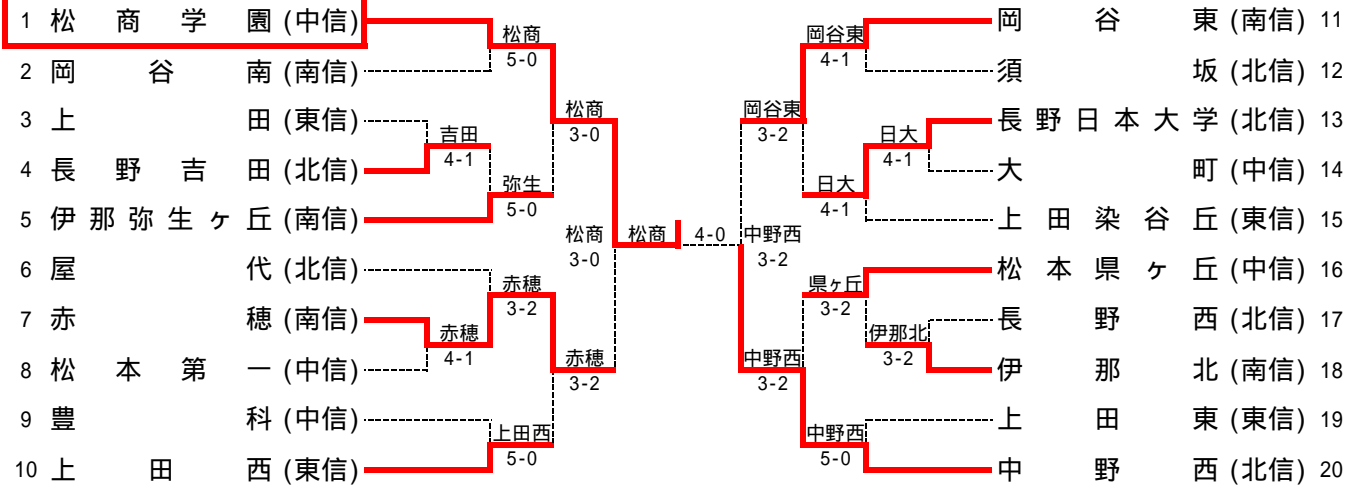 1 松商学園 (中信)
2 岡谷南 (南信)
3 上田 (東信)
4 長野吉田 (北信)
5 伊那弥生ヶ丘 (南信)
6 屋代 (北信)
7 赤穂 (南信)
8 松本第一 (中信)
9 豊科 (中信)
10 上田西 (東信)
松商
5-0
吉田
4-1
弥生
5-0
赤穂
3-2
赤穂
4-1
上田西
5-0
松商
3-0
赤穂
3-2
松商
3-0
松商
4-0
中野西
3-2
岡谷東
3-2
中野西
3-2
岡谷東
4-1
日大
4-1
日大
4-1
県ヶ丘
3-2
伊那北
3-2
中野西
5-0
岡谷東 (南信) 11
須坂 (北信) 12
長野日本大学 (北信) 13
大町 (中信) 14
上田染谷丘 (東信) 15
松本県ヶ丘 (中信) 16
長野西 (北信) 17
伊那北 (南信) 18
上田東 (東信) 19
中野西 (北信) 20